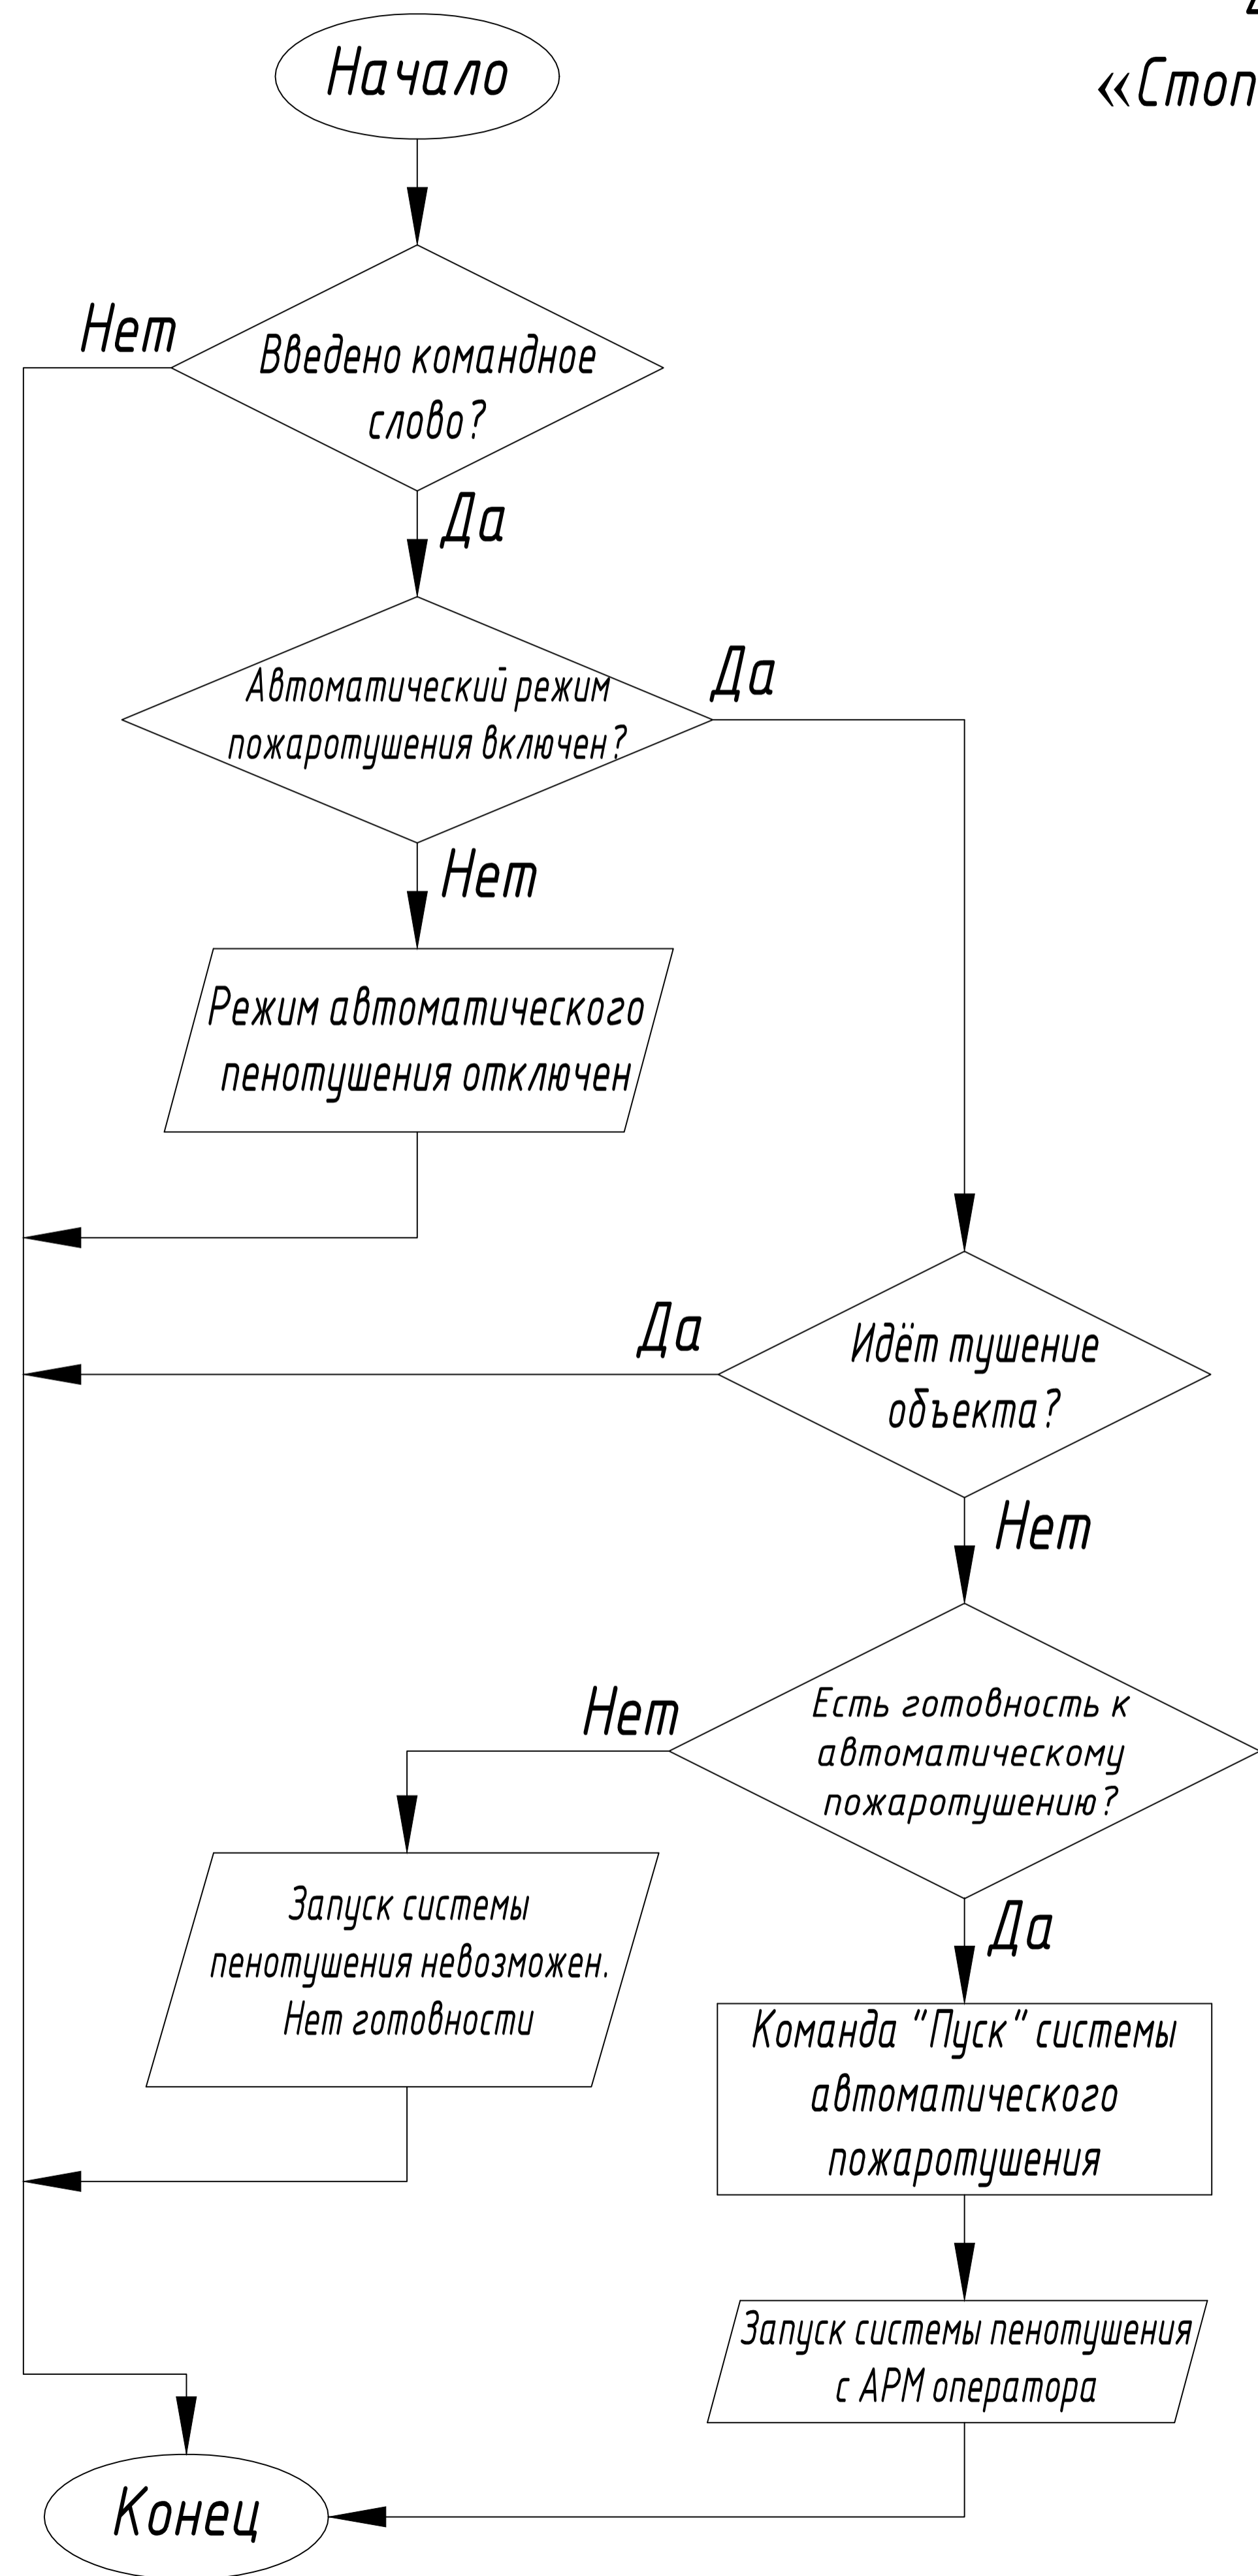 Начало
«Стоп
Нет
Введено командное
слово?
Да
Автоматический режим
пожаротушения включен?
Да
Нет
Режим автоматического
пенотушения отключен
Да
Идёт тушение
объекта?
Нет
Нет
Есть готовность к
автоматическому
пожаротушению?
Запуск системы
пенотушения невозможен.
Нет готовности
Да
Команда "Пуск" системы
автоматического
пожаротушения
Запуск системы пенотушения
с АРМ оператора
Конец